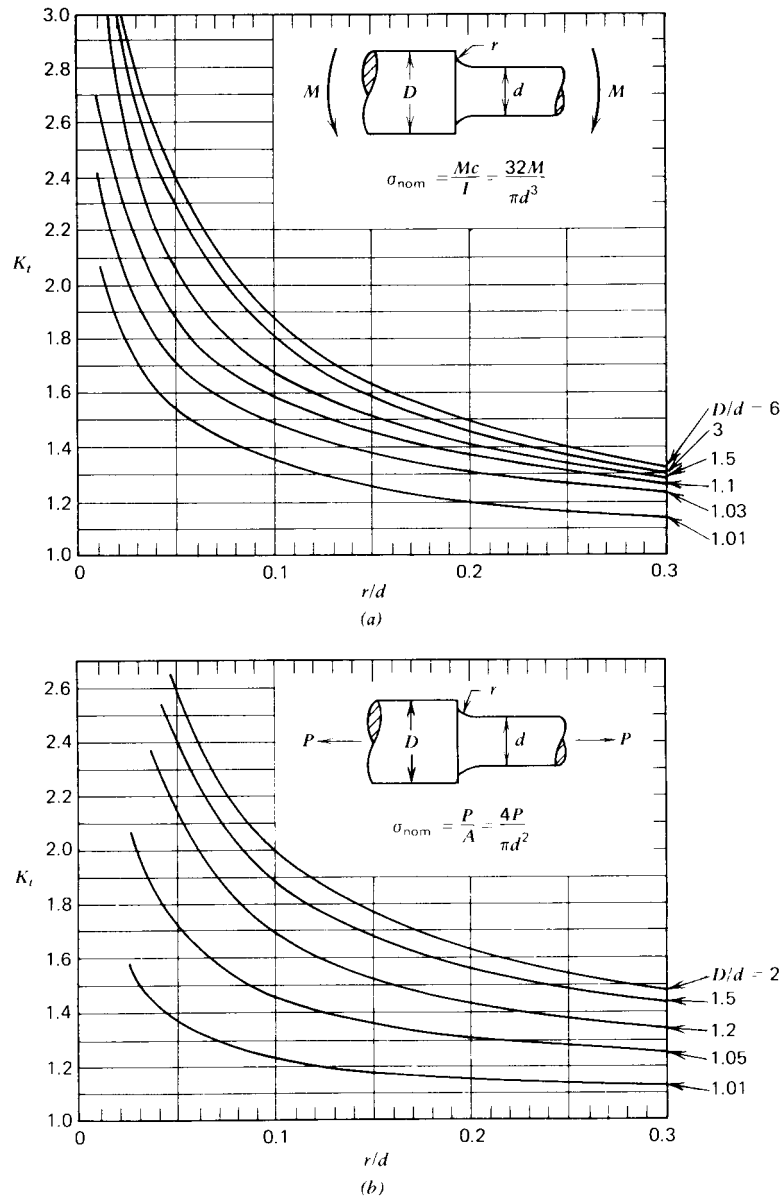 3.0
2.8
2.6
2.4
2.2
K_t
2.0
1.8
1.6
1.4
1.2
1.0
0
0.1
0.2
0.3
r/d
(a)
M
D
r
d
M
σ_nom = Mc/I = 32M/πd³
D/d = 6
3
1.5
1.1
1.03
1.01
2.6
2.4
2.2
2.0
K_t
1.8
1.6
1.4
1.2
1.0
0
0.1
0.2
0.3
r/d
(b)
P
D
r
d
P
σ_nom = P/A = 4P/πd²
D/d = 2
1.5
1.2
1.05
1.01